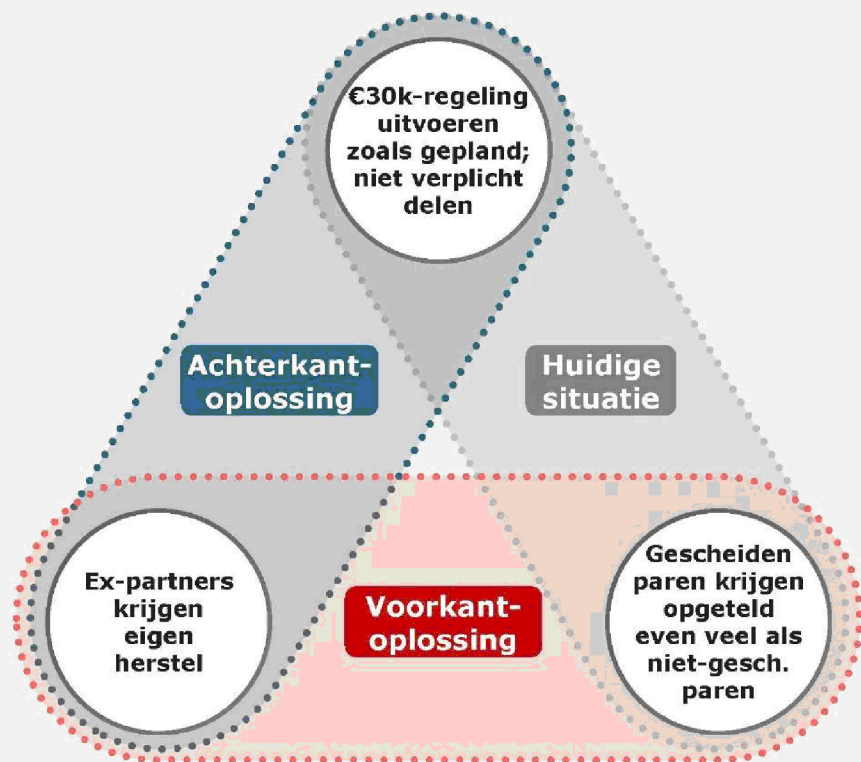 €30k-regeling
uitvoeren
zoals gepland;
niet verplicht
delen
Achterkant-
oplossing
Huidige
situatie
Ex-partners
krijgen
eigen
herstel
Voorkant-
oplossing
Gescheiden
paren krijgen
opgeteld
even veel als
niet-gesch.
paren